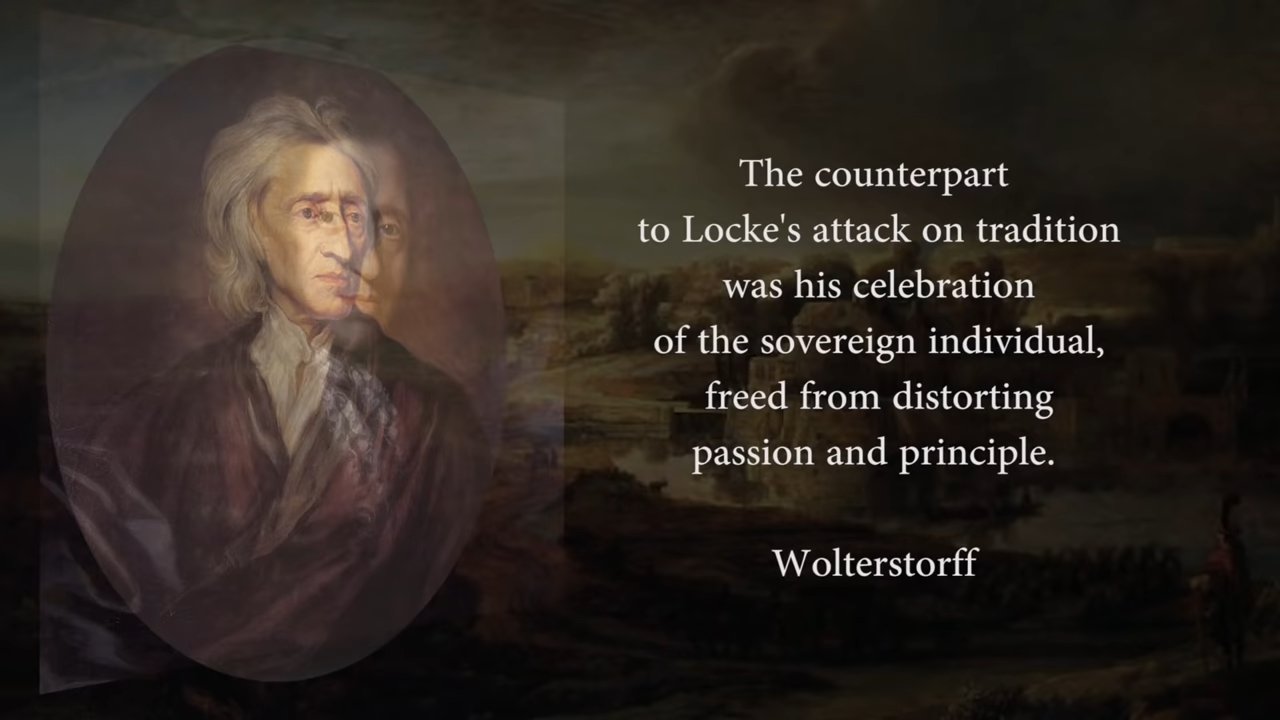 The counterpart
to Locke's attack on tradition
was his celebration
of the sovereign individual,
freed from distorting
passion and principle.
Wolterstorff